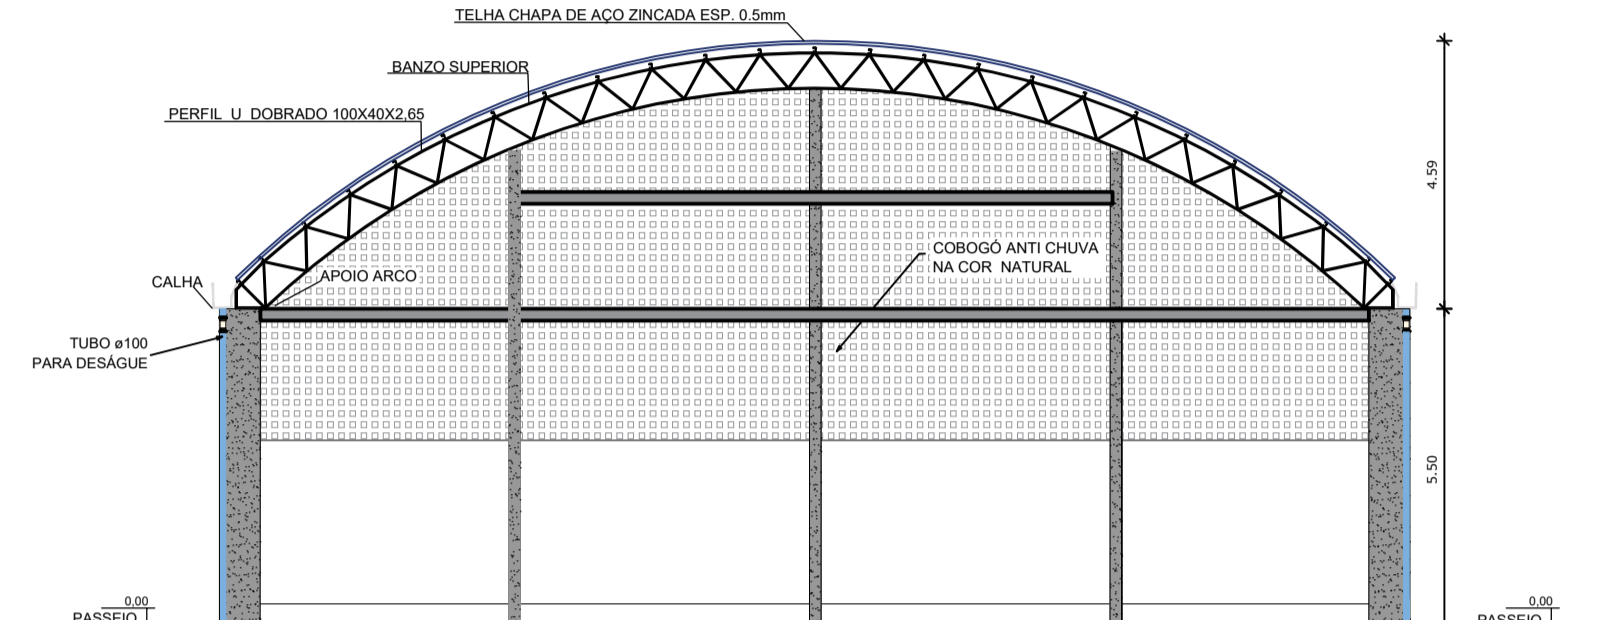 TELHA CHAPA DE AÇO ZINCADA ESP. 0.5mm
BANZO SUPERIOR
PERFIL U DOBRADO 100X40X2,65
4.59
COBOGÓ ANTI CHUVA
NA COR NATURAL
APOIO ARCO
CALHA
TUBO ø100
PARA DESÁGUE
5.50
0,00
PASSEIO
0,00
PASSEIO